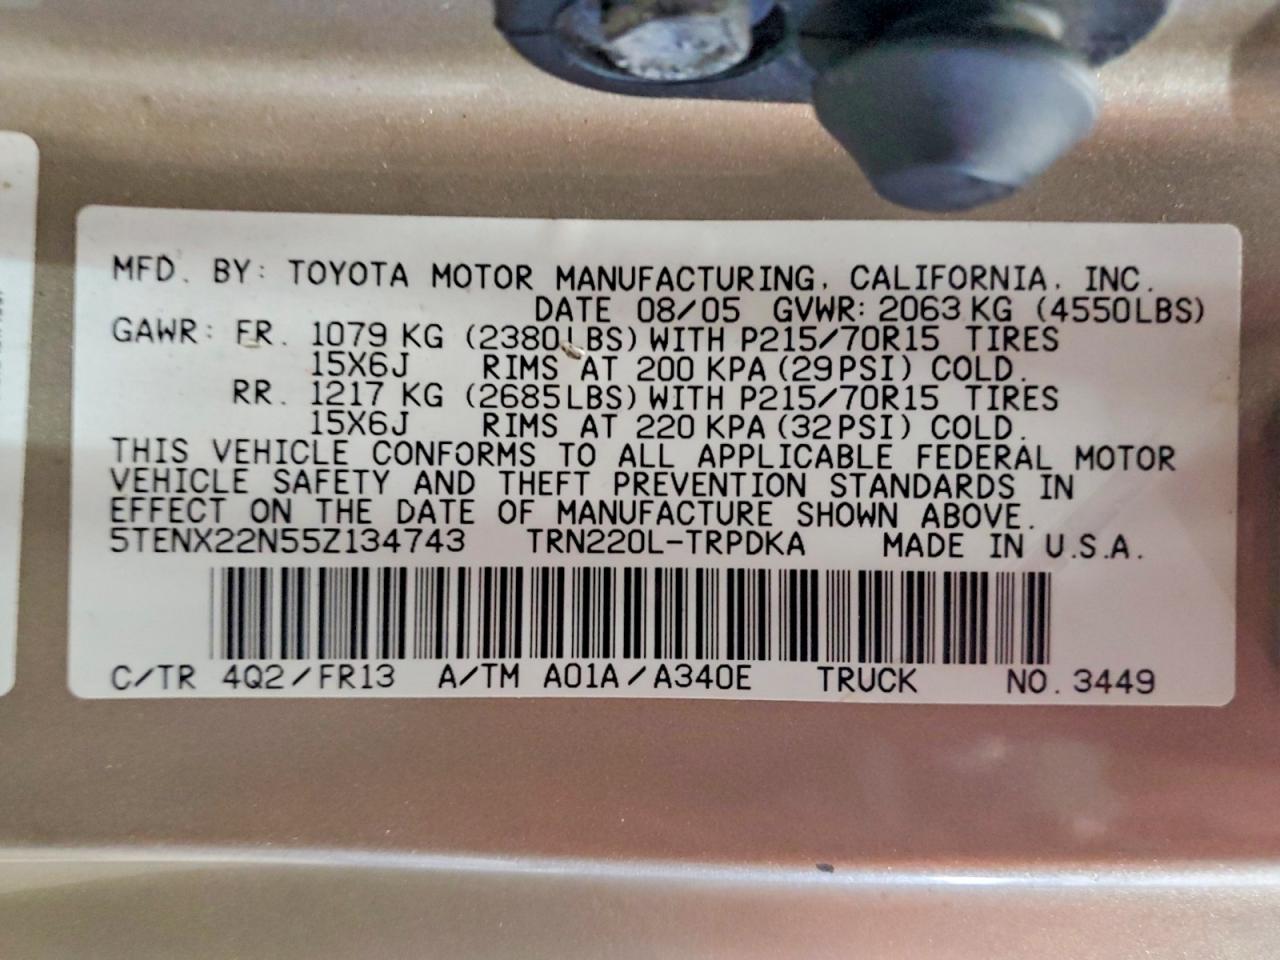 MFD. BY: TOYOTA MOTOR MANUFACTURING, CALIFORNIA, INC.
DATE 08/05 GVWR: 2063 KG (4550LBS)
GAWR: FR. 1079 KG (2380LBS) WITH P215/70R15 TIRES
15X6J RIMS AT 200 KPA (29PSI) COLD.
RR. 1217 KG (2685LBS) WITH P215/70R15 TIRES
15X6J RIMS AT 220 KPA (32PSI) COLD.
THIS VEHICLE CONFORMS TO ALL APPLICABLE FEDERAL MOTOR
VEHICLE SAFETY AND THEFT PREVENTION STANDARDS IN
EFFECT ON THE DATE OF MANUFACTURE SHOWN ABOVE.
5TENX22N55Z134743 TRN220L-TRPDKA MADE IN U.S.A.
C/TR 4Q2/FR13 A/TM A01A/A340E TRUCK NO. 3449